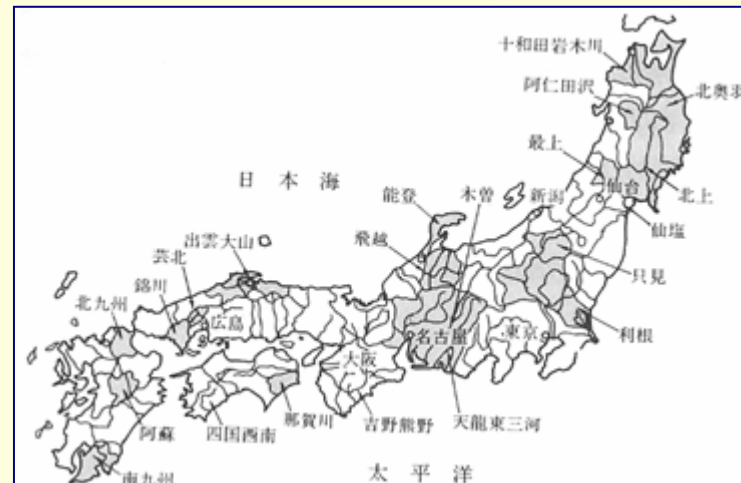 十和田岩木川
阿仁田沢
北奥羽
最上
仙台
北上
仙塩
日本海
能登
木曽
新潟
飛越
只見
出雲大山
芸北
錦川
北九州
広島
名古屋
東京
利根
大阪
阿蘇
四国西南
那賀川
吉野熊野
天龍東三河
南九州
太平洋